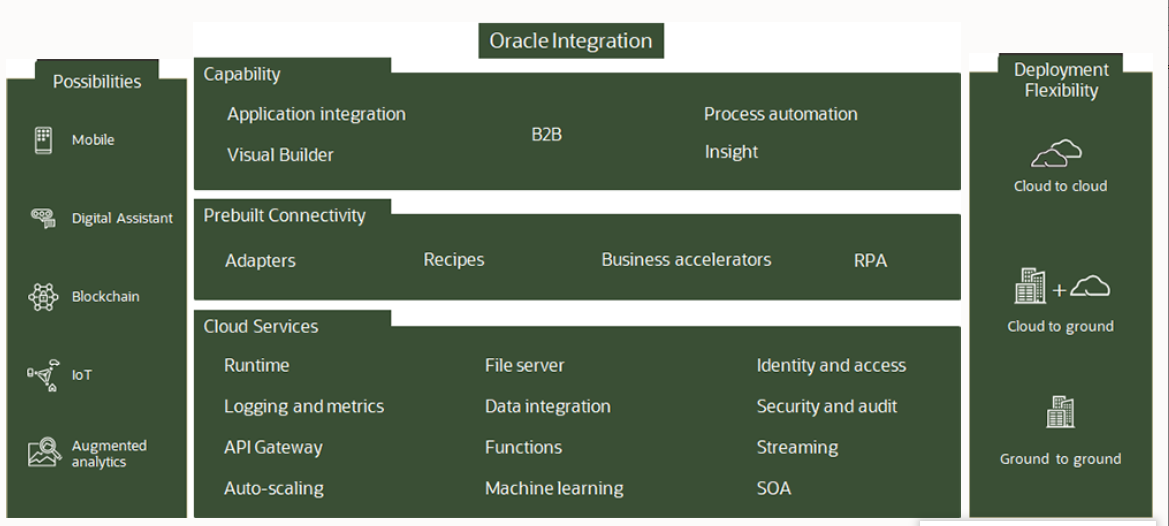 Oracle Integration
Possibilities
Mobile
Digital Assistant
Blockchain
IoT
Augmented
analytics
Capability
Application integration
Visual Builder
B2B
Process automation
Insight
Prebuilt Connectivity
Adapters
Recipes
Business accelerators
RPA
Cloud Services
Runtime
File server
Identity and access
Logging and metrics
Data integration
Security and audit
API Gateway
Functions
Streaming
Auto-scaling
Machine learning
SOA
Deployment
Flexibility
Cloud to cloud
+
Cloud to ground
Ground to ground